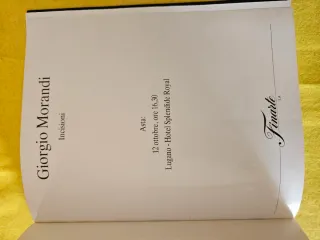 Giorgio Morandi
Incisioni
Asta:
12 ottobre, ore 16,30
Lugano - Hotel Splendide Royal
Finarte